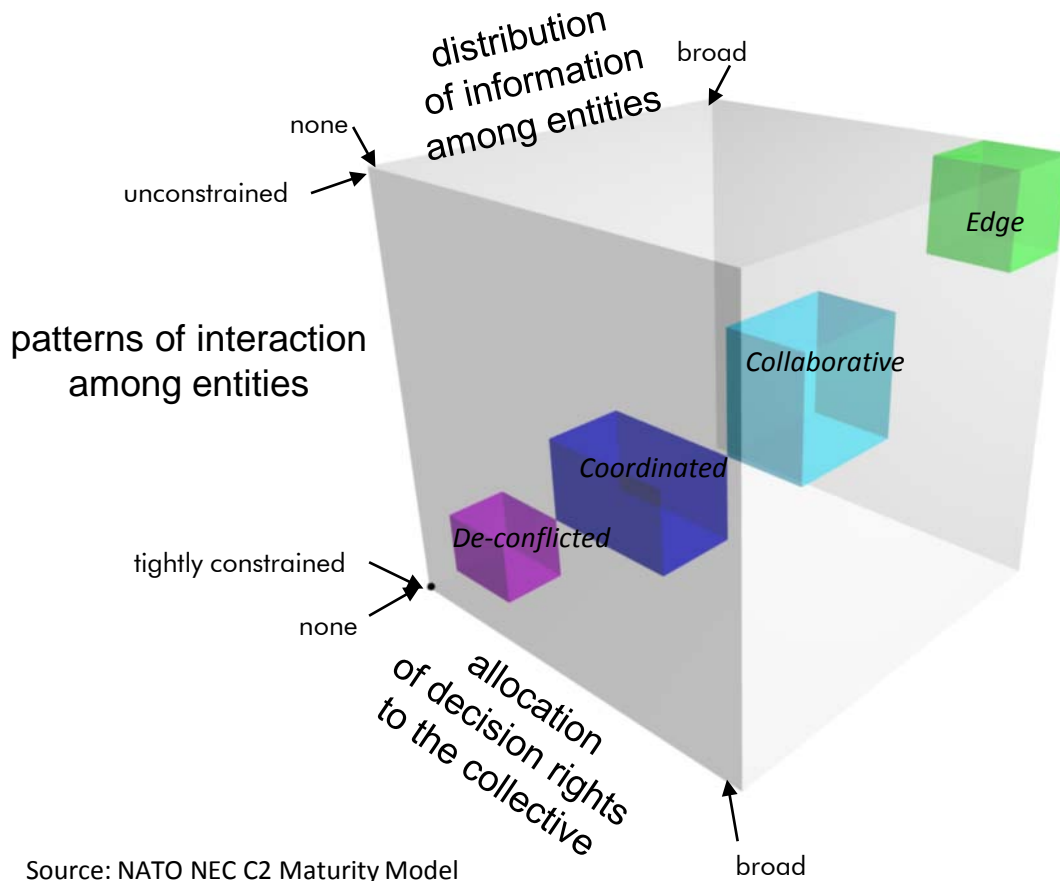 distribution
of information
among entities
broad
none
unconstrained
Edge
patterns of interaction
among entities
Collaborative
Coordinated
De-conflicted
tightly constrained
none
allocation
of decision rights
to the collective
broad
Source: NATO NEC C2 Maturity Model